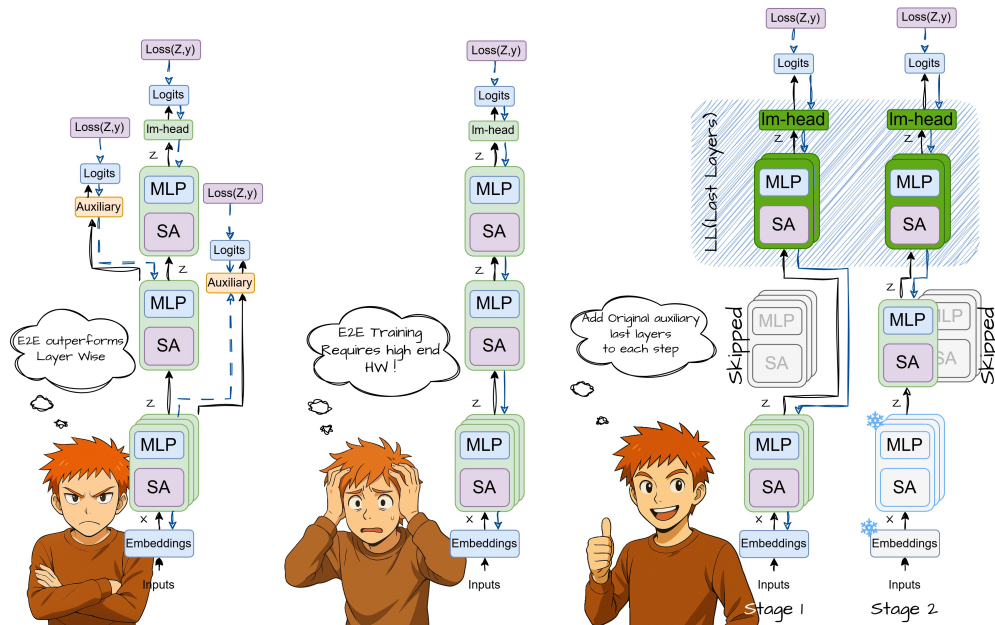 Loss(Z,y)
Logits
lm-head
Z
Loss(Z,y)
Logits
Auxiliary
MLP
SA
Loss(Z,y)
Logits
Auxiliary
Z
MLP
SA
E2E outperforms
Layer Wise
Z
MLP
SA
X
Embeddings
Inputs
Loss(Z,y)
Logits
lm-head
Z
MLP
SA
Z
MLP
SA
E2E Training
Requires high end
HW !
Z
MLP
SA
X
Embeddings
Inputs
Loss(Z,y)
Logits
LL(Last Layers)
lm-head
Z
MLP
SA
Add Original auxiliary
last layers
to each step
Skipped
MLP
SA
Z
MLP
SA
X
Embeddings
Inputs
Stage 1
Loss(Z,y)
Logits
lm-head
Z
MLP
SA
Z
MLP
SA
MLP
SA
Skipped
Z
MLP
SA
X
Embeddings
Inputs
Stage 2